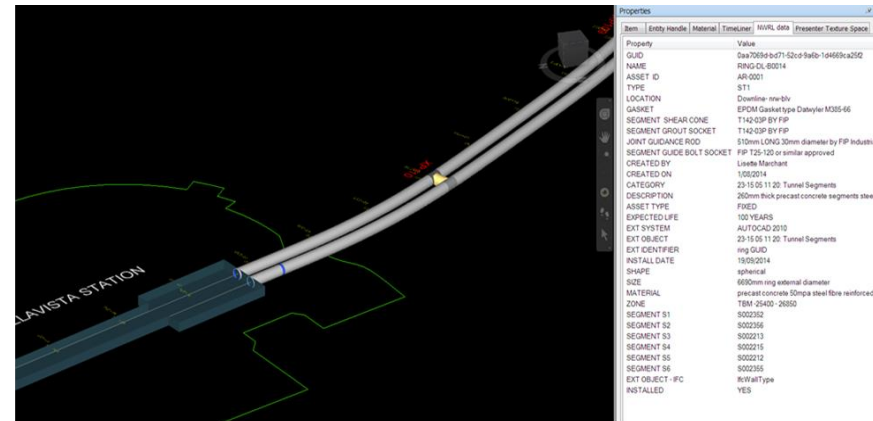 Properties
Item Entity Handle Material TimeLiner NWRL data Presenter Texture Space
Property Value
GUID 0aa7069d-bd71-52cd-9a6b-1d4669ca25f2
NAME RING-DL-B0014
ASSET ID AR-0001
TYPE ST1
LOCATION Downline- nrw-blv
GASKET EPDM Gasket type Datwyler M385-66
SEGMENT SHEAR CONE T142-03P BY FIP
SEGMENT GROUT SOCKET T142-03P BY FIP
JOINT GUIDANCE ROD 510mm LONG 30mm diameter by FIP Industri
SEGMENT GUIDE BOLT SOCKET FIP T25-120 or similar approved
CREATED BY Lisette Marchant
CREATED ON 1/08/2014
CATEGORY 23-15 05 11 20: Tunnel Segments
DESCRIPTION 260mm thick precast concrete segments stee
ASSET TYPE FIXED
EXPECTED LIFE 100 YEARS
EXT SYSTEM AUTOCAD 2010
EXT OBJECT 23-15 05 11 20: Tunnel Segments
EXT IDENTIFIER ring GUID
INSTALL DATE 19/09/2014
SHAPE spherical
SIZE 6690mm ring external diameter
MATERIAL precast concrete 50mpa steel fibre reinforced
ZONE TBM -25400 - 26850
SEGMENT S1 S002352
SEGMENT S2 S002356
SEGMENT S3 S002213
SEGMENT S4 S002215
SEGMENT S5 S002212
SEGMENT S6 S002355
EXT OBJECT - IFC IfcWallType
INSTALLED YES
LLAVISTA STATION